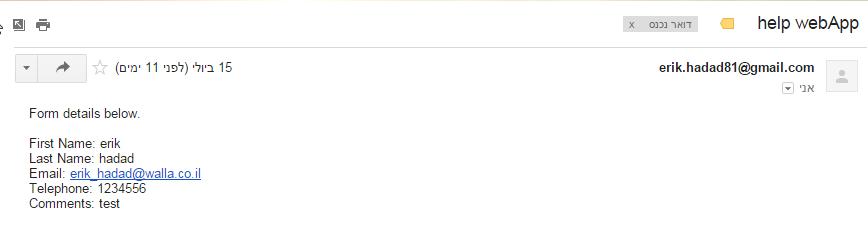 help webApp
דואר נכנס x
erik.hadad81@gmail.com
15 ביולי (לפני 11 ימים)
אני
Form details below.
First Name: erik
Last Name: hadad
Email: erik_hadad@walla.co.il
Telephone: 1234556
Comments: test